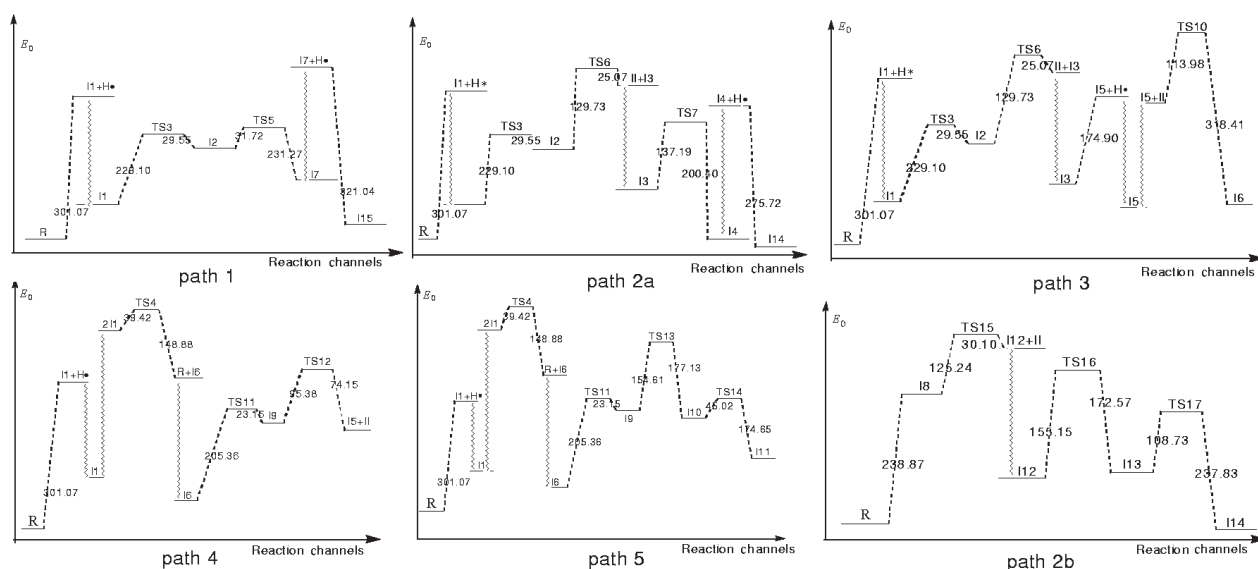 E₀
I1+H●
301.07
R
I1
229.10
TS3
29.55
I2
31.72
TS5
231.27
I7
I7+H●
321.04
I15
Reaction channels
path 1
E₀
I1+H*
301.07
R
229.10
TS3
29.55
I2
129.73
TS6
25.07
II+I3
I3
137.19
TS7
200.40
I4+H●
I4
275.72
I14
Reaction channels
path 2a
E₀
I1+H*
301.07
R
I1
229.10
TS3
29.55
I2
129.73
TS6
25.07
II+I3
I3
174.90
I5+H●
I5
I5+II
113.98
TS10
318.41
I6
Reaction channels
path 3
E₀
I1+H●
301.07
R
I1
2I1
39.42
TS4
148.88
R+I6
I6
205.36
TS11
23.15
I9
95.38
TS12
74.15
I5+II
Reaction channels
path 4
E₀
I1+H●
301.07
R
I1
2I1
39.42
TS4
148.88
R+I6
I6
205.36
TS11
23.15
I9
154.61
TS13
177.13
I10
TS14
174.65
I11
Reaction channels
path 5
E₀
238.87
R
I8
125.24
TS15
30.10
I12+II
I12
155.15
TS16
172.57
I13
108.73
TS17
237.83
I14
Reaction channels
path 2b